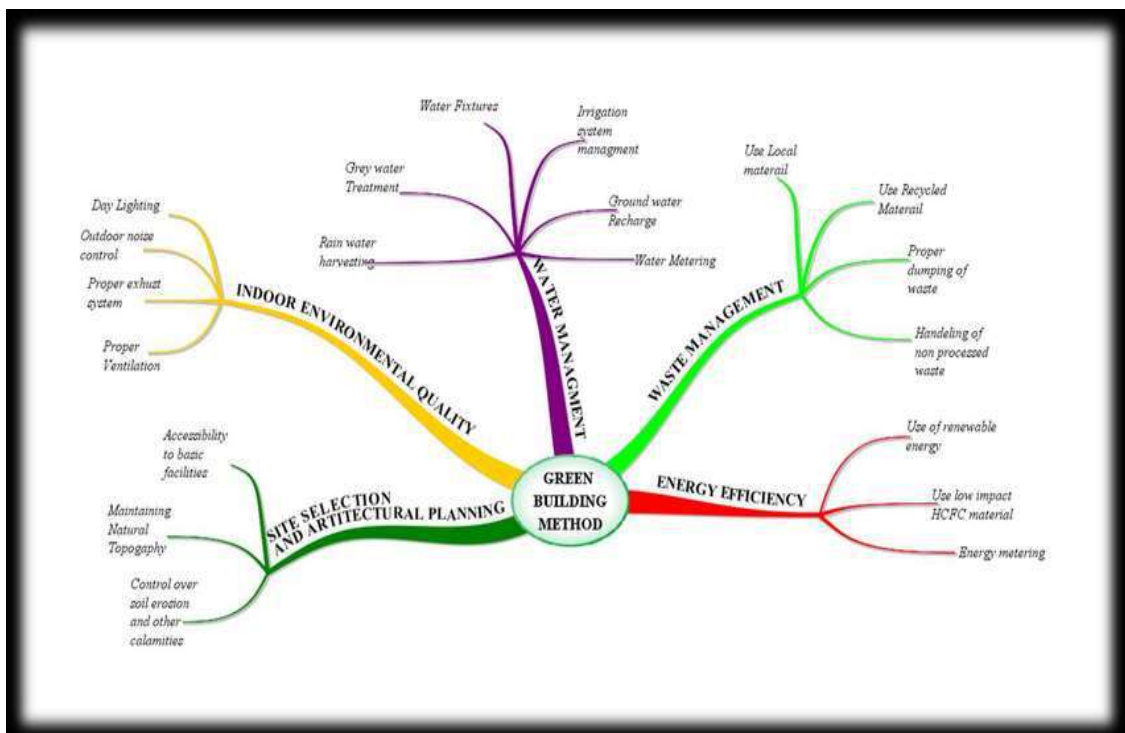 Water Fixtures
Irrigation
system
managment
Grey water
Treatment
Ground water
Recharge
Rain water
harvesting
Water Metering
WATER MANAGMENT
Use Local
materail
Use Recycled
Materail
Proper
dumping of
waste
Handeling of
non processed
waste
WASTE MANAGEMENT
Day Lighting
Outdoor noise
control
Proper exhust
system
Proper
Ventilation
INDOOR ENVIRONMENTAL QUALITY
Accessibility
to basic
facilities
Maintaining
Natural
Topogaphy
Control over
soil erosion
and other
calamities
SITE SELECTION
AND ARTITECTURAL PLANNING
GREEN
BUILDING
METHOD
ENERGY EFFICIENCY
Use of renewable
energy
Use low impact
HCFC material
Energy metering